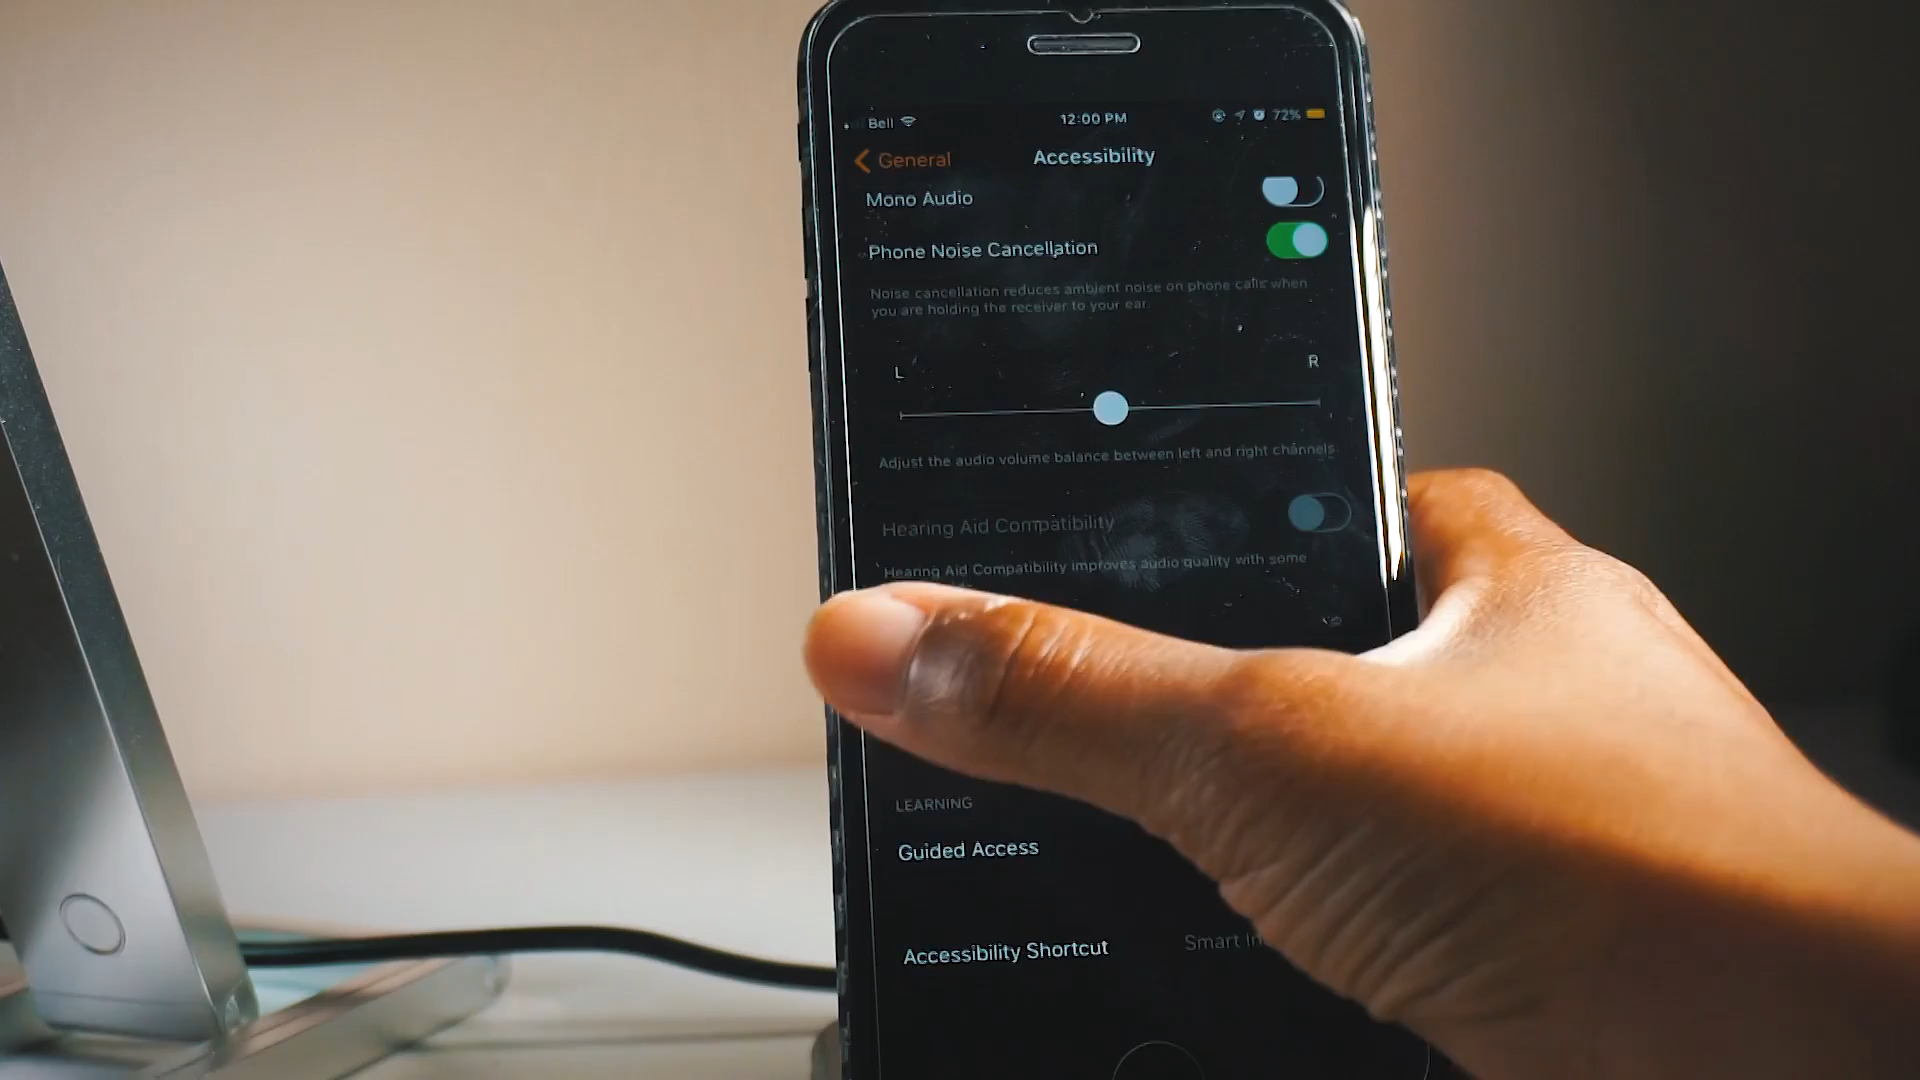 Bell 12:00 PM 72%
General Accessibility
Mono Audio
Phone Noise Cancellation
Noise cancellation reduces ambient noise on phone calls when
you are holding the receiver to your ear.
L R
Adjust the audio volume balance between left and right channels
Hearing Aid Compatibility
Hearing Aid Compatibility improves audio quality with some
LEARNING
Guided Access
Accessibility Shortcut Smart